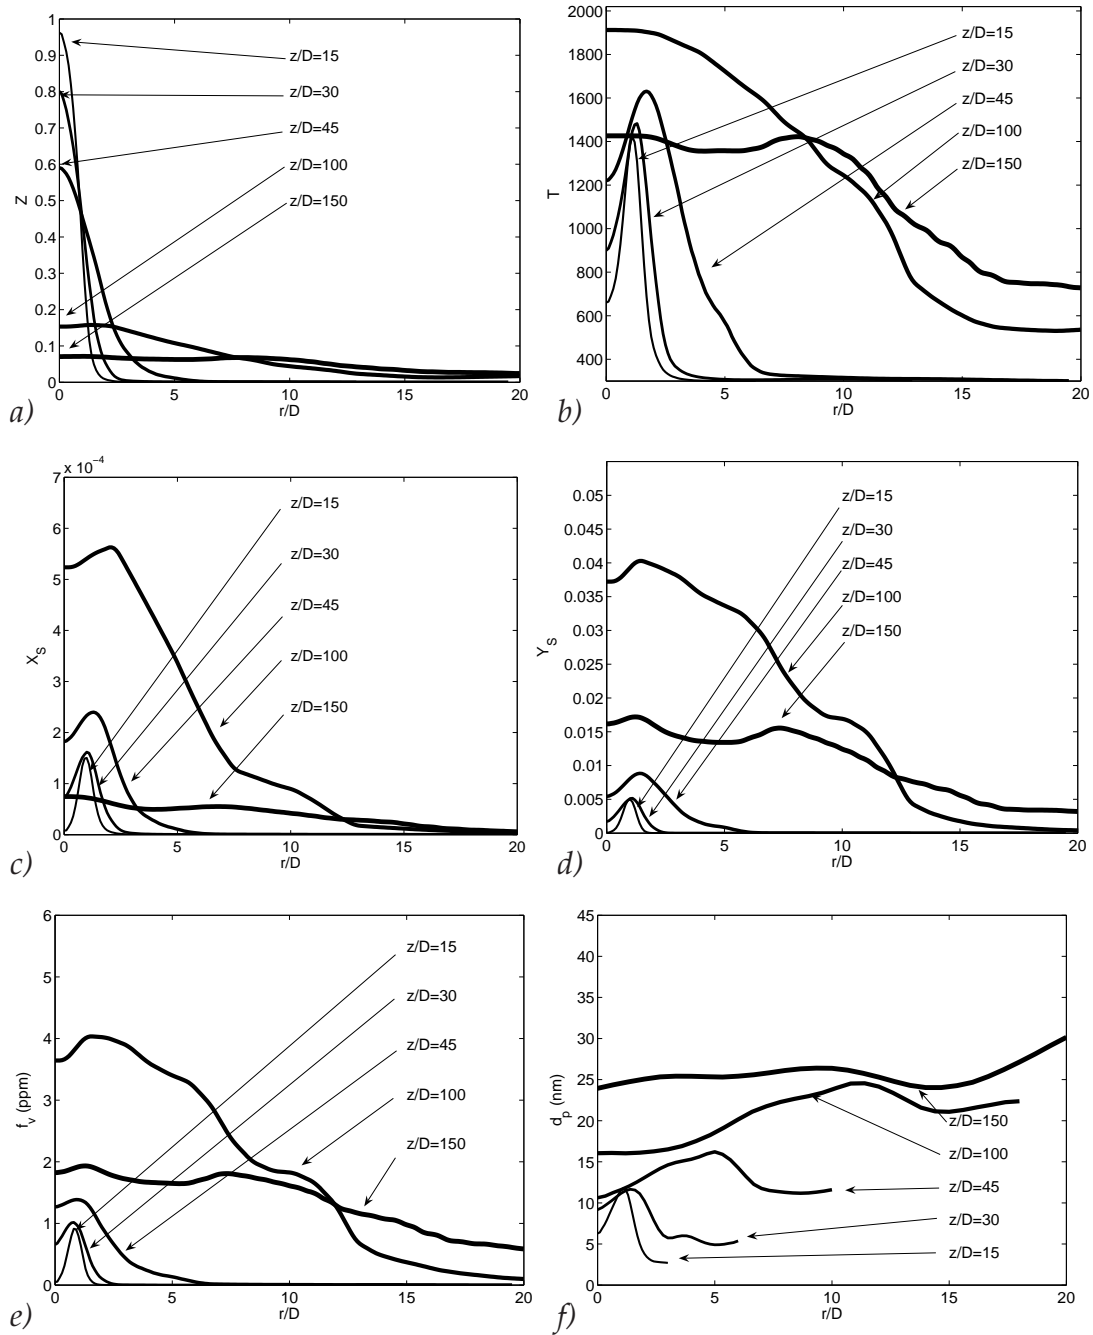 1
0.9
0.8
0.7
0.6
0.5
0.4
0.3
0.2
0.1
0
Z
z/D=15
z/D=30
z/D=45
z/D=100
z/D=150
0 5 10 15 20
r/D
a)
2000
1800
1600
1400
1200
1000
800
600
400
T
z/D=15
z/D=30
z/D=45
z/D=100
z/D=150
0 5 10 15 20
r/D
b)
x 10⁻⁴
7
6
5
4
3
2
1
0
X_S
z/D=15
z/D=30
z/D=45
z/D=100
z/D=150
0 5 10 15 20
r/D
c)
0.05
0.045
0.04
0.035
0.03
0.025
0.02
0.015
0.01
0.005
0
Y_S
z/D=15
z/D=30
z/D=45
z/D=100
z/D=150
0 5 10 15 20
r/D
d)
6
5
4
3
2
1
0
f_v (ppm)
z/D=15
z/D=30
z/D=45
z/D=100
z/D=150
0 5 10 15 20
r/D
e)
45
40
35
30
25
20
15
10
5
0
d_p (nm)
z/D=150
z/D=100
z/D=45
z/D=30
z/D=15
0 5 10 15 20
r/D
f)